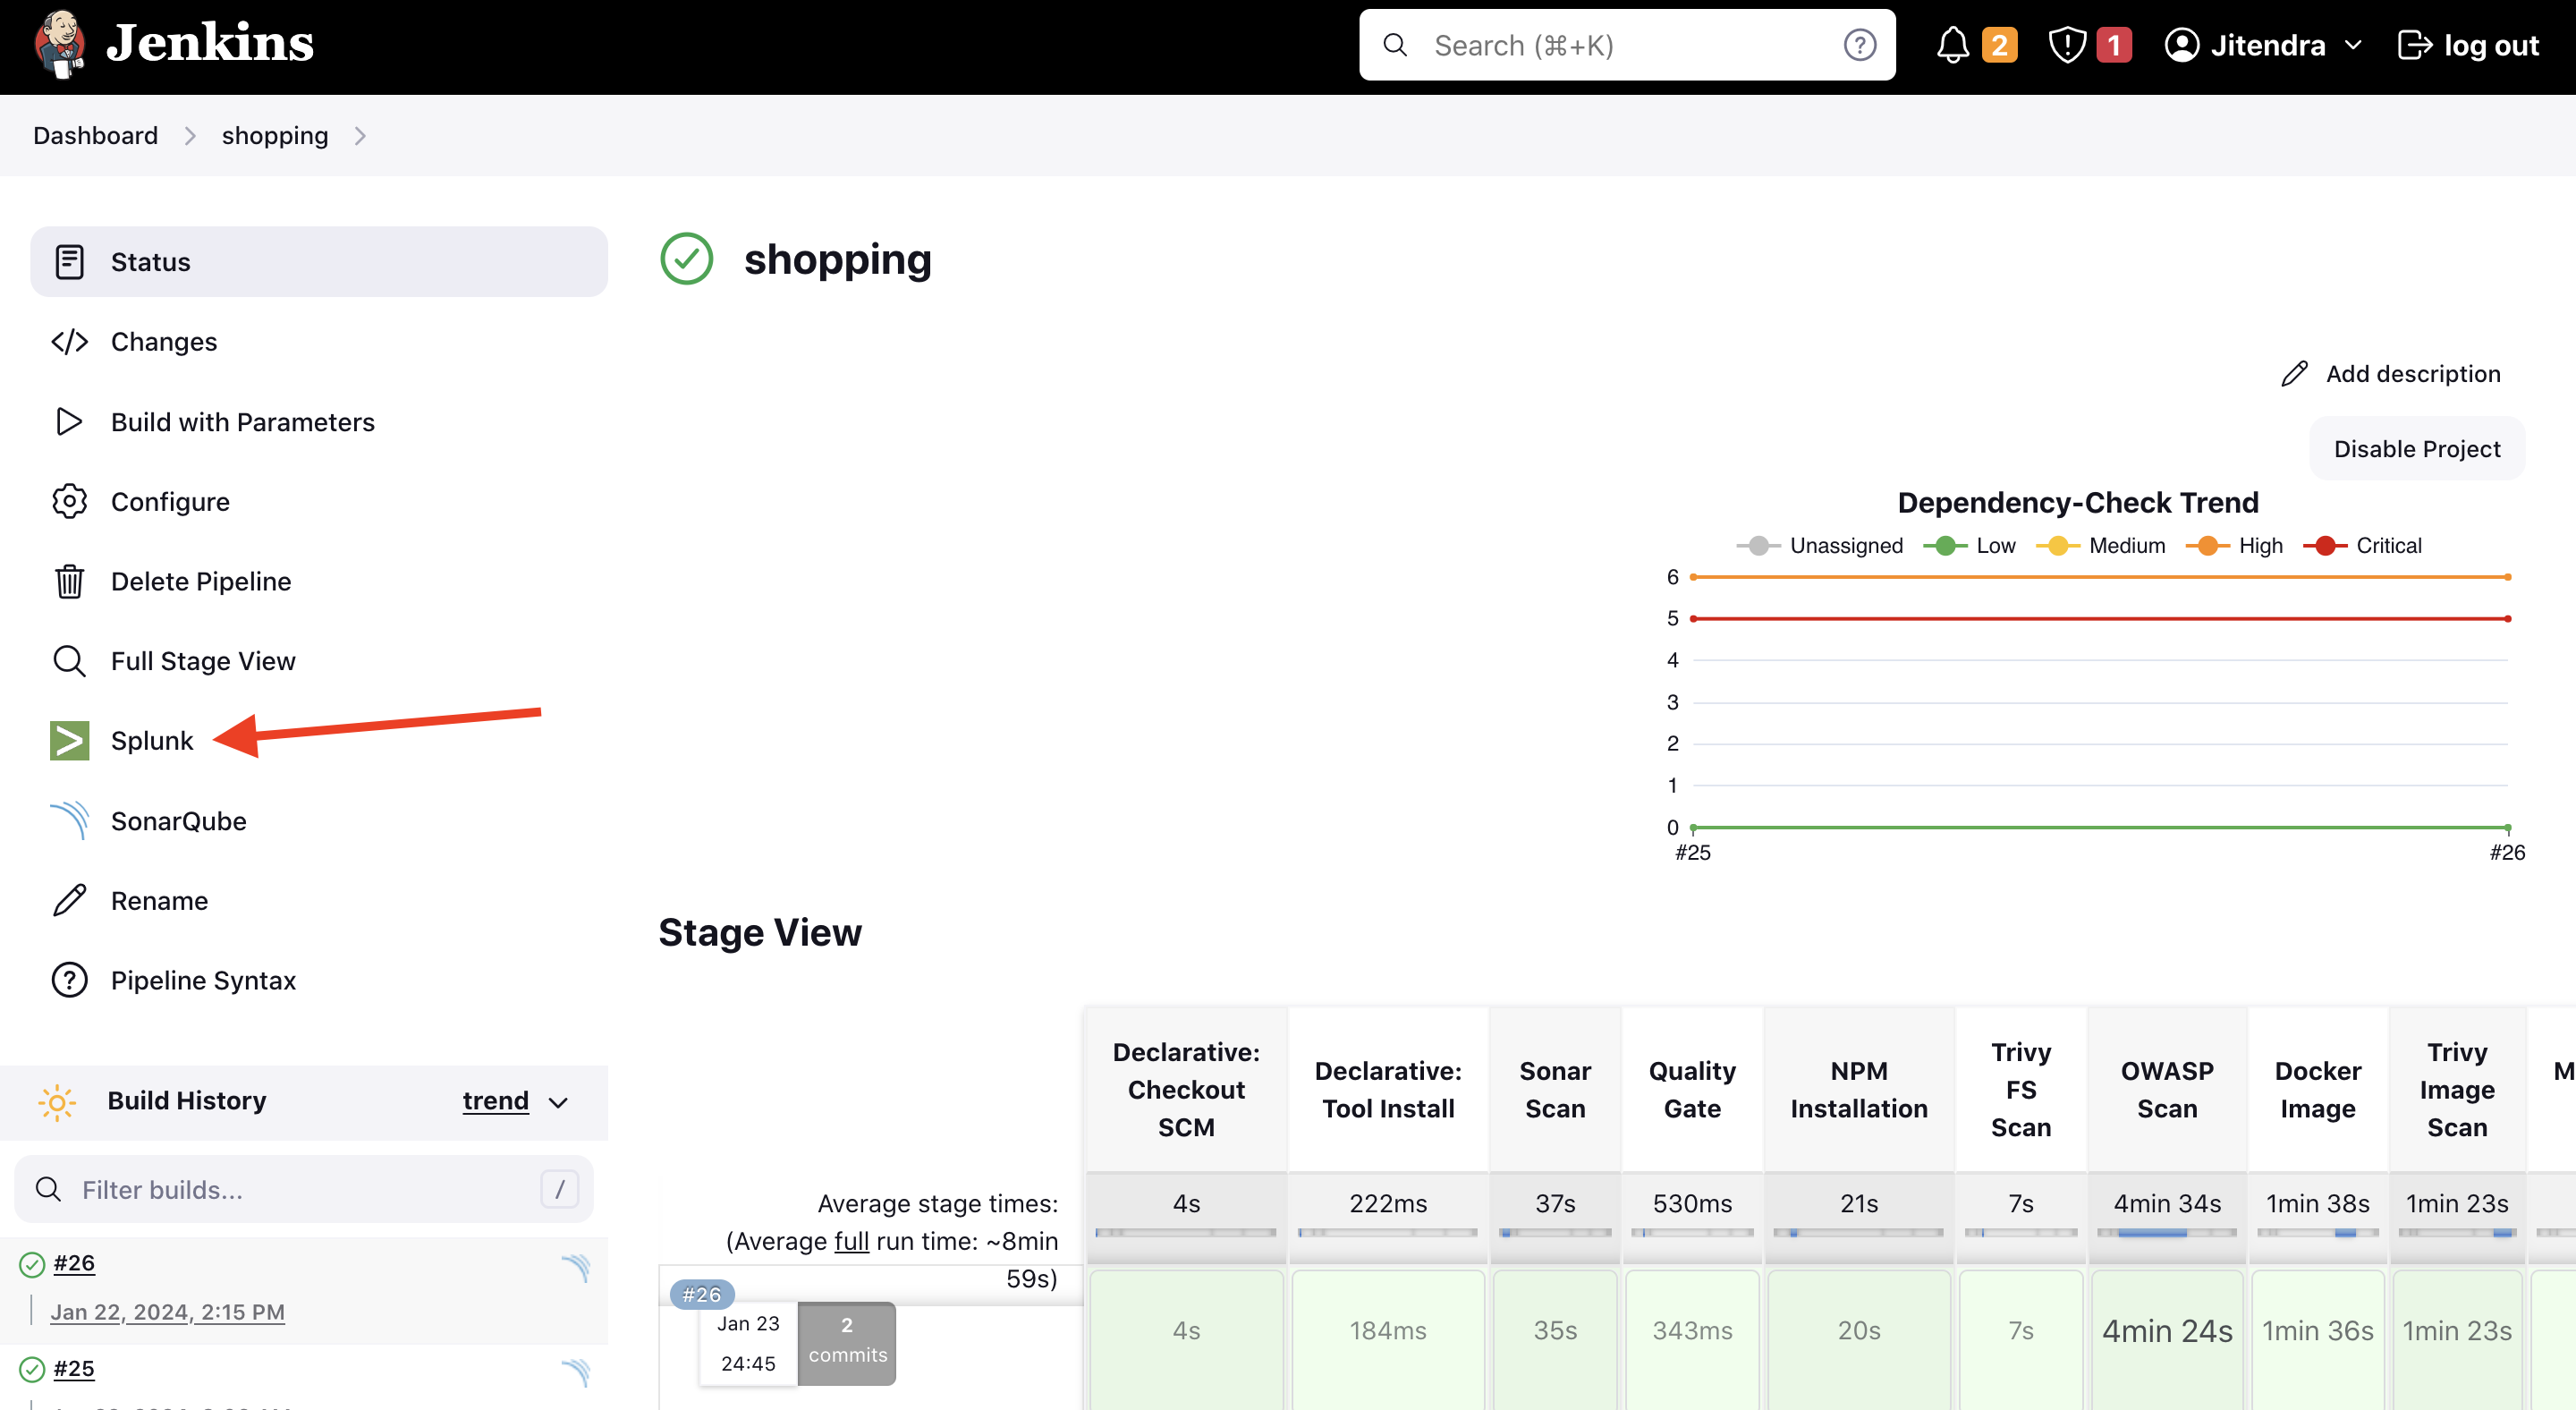 Jenkins
Search (⌘+K)
?
2
1
Jitendra
log out
Dashboard
shopping
Status
Changes
Build with Parameters
Configure
Delete Pipeline
Full Stage View
Splunk
SonarQube
Rename
Pipeline Syntax
Build History
trend
Filter builds...
/
#26
Jan 22, 2024, 2:15 PM
#25
shopping
Add description
Disable Project
Dependency-Check Trend
Unassigned Low Medium High Critical
6
5
4
3
2
1
0
#25 #26
Stage View
Declarative: Checkout SCM
Declarative: Tool Install
Sonar Scan
Quality Gate
NPM Installation
Trivy FS Scan
OWASP Scan
Docker Image
Trivy Image Scan
M
Average stage times:
(Average full run time: ~8min
59s)
4s 222ms 37s 530ms 21s 7s 4min 34s 1min 38s 1min 23s
#26
Jan 23
24:45
2
commits
4s 184ms 35s 343ms 20s 7s 4min 24s 1min 36s 1min 23s